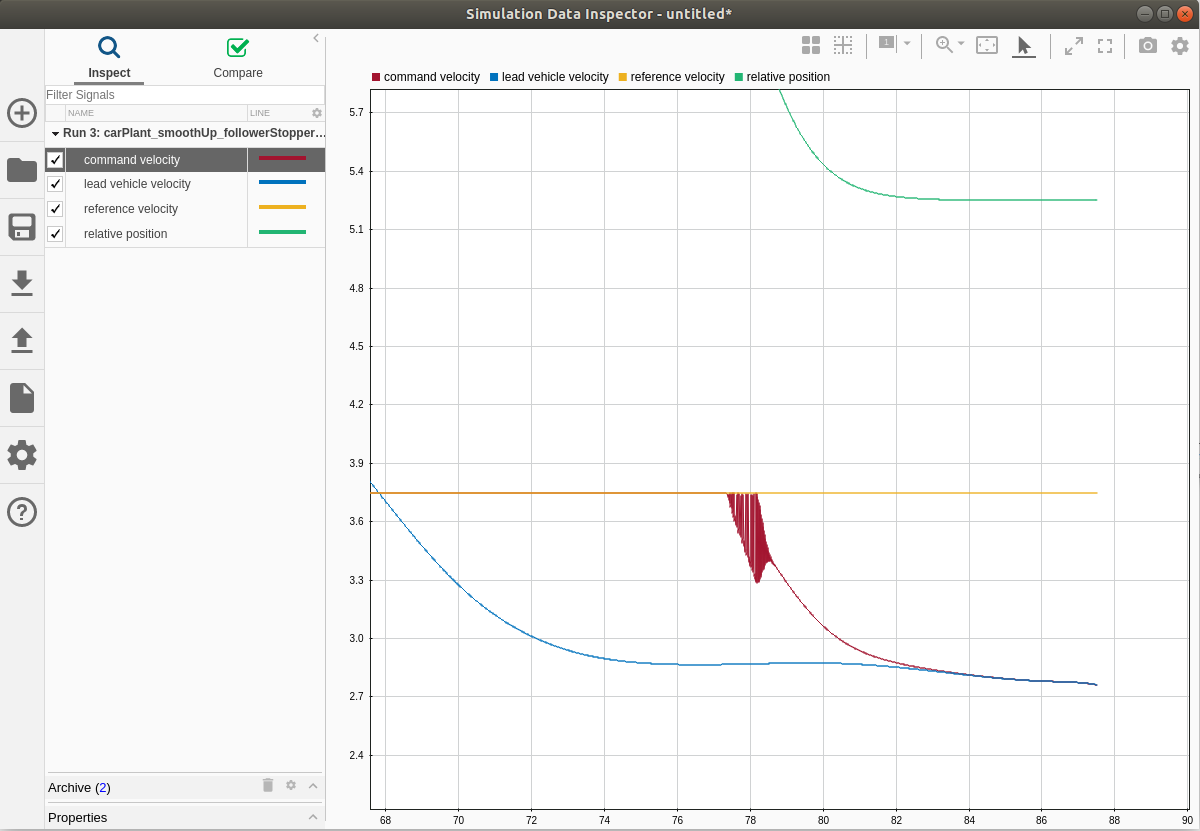 Simulation Data Inspector - untitled*
Inspect
Compare
Filter Signals
NAME LINE
Run 3: carPlant_smoothUp_followerStopper...
command velocity
lead vehicle velocity
reference velocity
relative position
Archive (2)
Properties
1
command velocity lead vehicle velocity reference velocity relative position
5.7
5.4
5.1
4.8
4.5
4.2
3.9
3.6
3.3
3.0
2.7
2.4
68 70 72 74 76 78 80 82 84 86 88 90